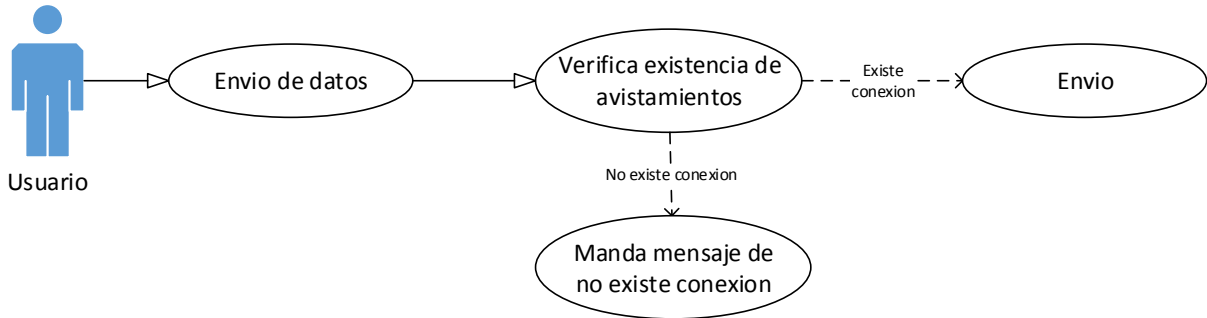 Usuario
Envio de datos
Verifica existencia de
avistamientos
Existe
conexion
Envio
No existe conexion
Manda mensaje de
no existe conexion